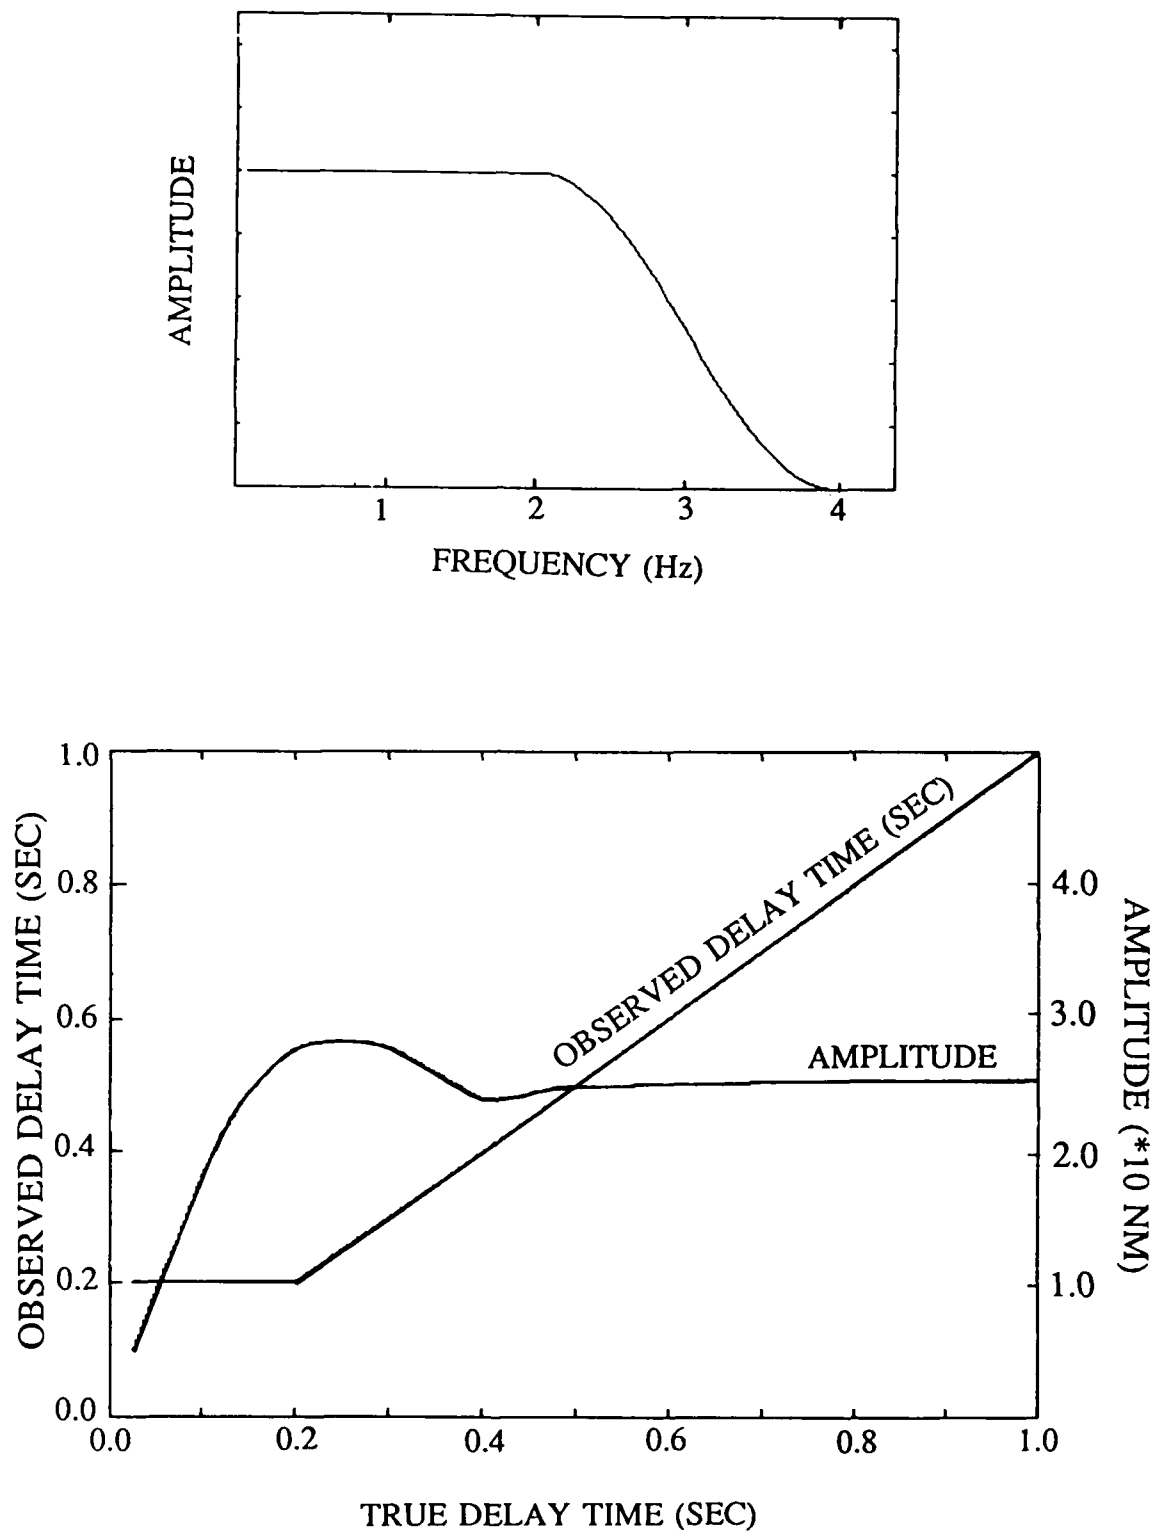 AMPLITUDE
1 2 3 4
FREQUENCY (Hz)
OBSERVED DELAY TIME (SEC)
1.0
0.8
0.6
0.4
0.2
0.0
OBSERVED DELAY TIME (SEC)
AMPLITUDE
4.0
3.0
2.0
1.0
AMPLITUDE (*10 NM)
0.0 0.2 0.4 0.6 0.8 1.0
TRUE DELAY TIME (SEC)